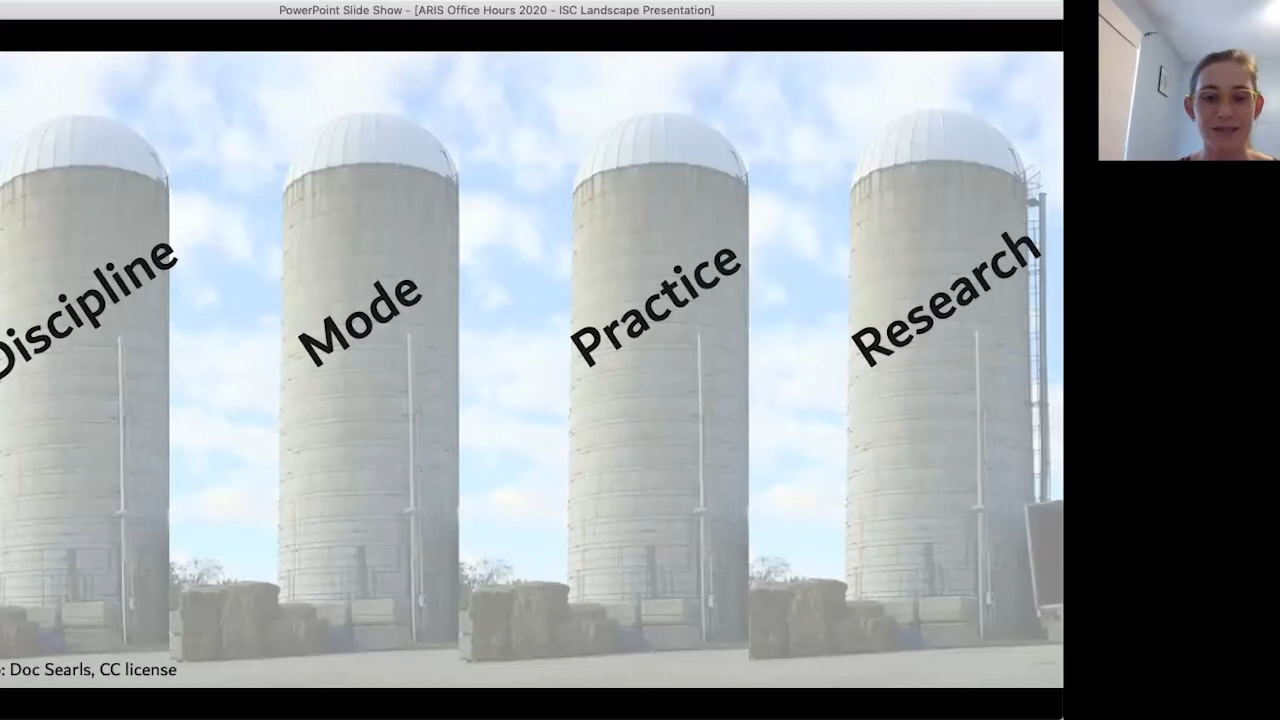 PowerPoint Slide Show - [ARIS Office Hours 2020 - ISC Landscape Presentation]
Discipline
Mode
Practice
Research
: Doc Searls, CC license